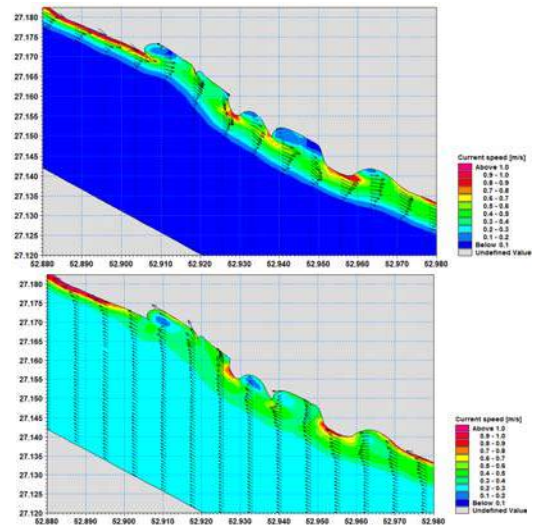 27.180
27.175
27.170
27.165
27.160
27.155
27.150
27.145
27.140
27.135
27.130
27.125
27.120
52.880 52.890 52.900 52.910 52.920 52.930 52.940 52.950 52.960 52.970 52.980
Current speed [m/s]
Above 1.0
0.9 - 1.0
0.8 - 0.9
0.7 - 0.8
0.6 - 0.7
0.5 - 0.6
0.4 - 0.5
0.3 - 0.4
0.2 - 0.3
0.1 - 0.2
Below 0.1
Undefined Value
27.180
27.175
27.170
27.165
27.160
27.155
27.150
27.145
27.140
27.135
27.130
27.125
27.120
52.880 52.890 52.900 52.910 52.920 52.930 52.940 52.950 52.960 52.970 52.980
Current speed [m/s]
Above 1.0
0.9 - 1.0
0.8 - 0.9
0.7 - 0.8
0.6 - 0.7
0.5 - 0.6
0.4 - 0.5
0.3 - 0.4
0.2 - 0.3
0.1 - 0.2
Below 0.1
Undefined Value